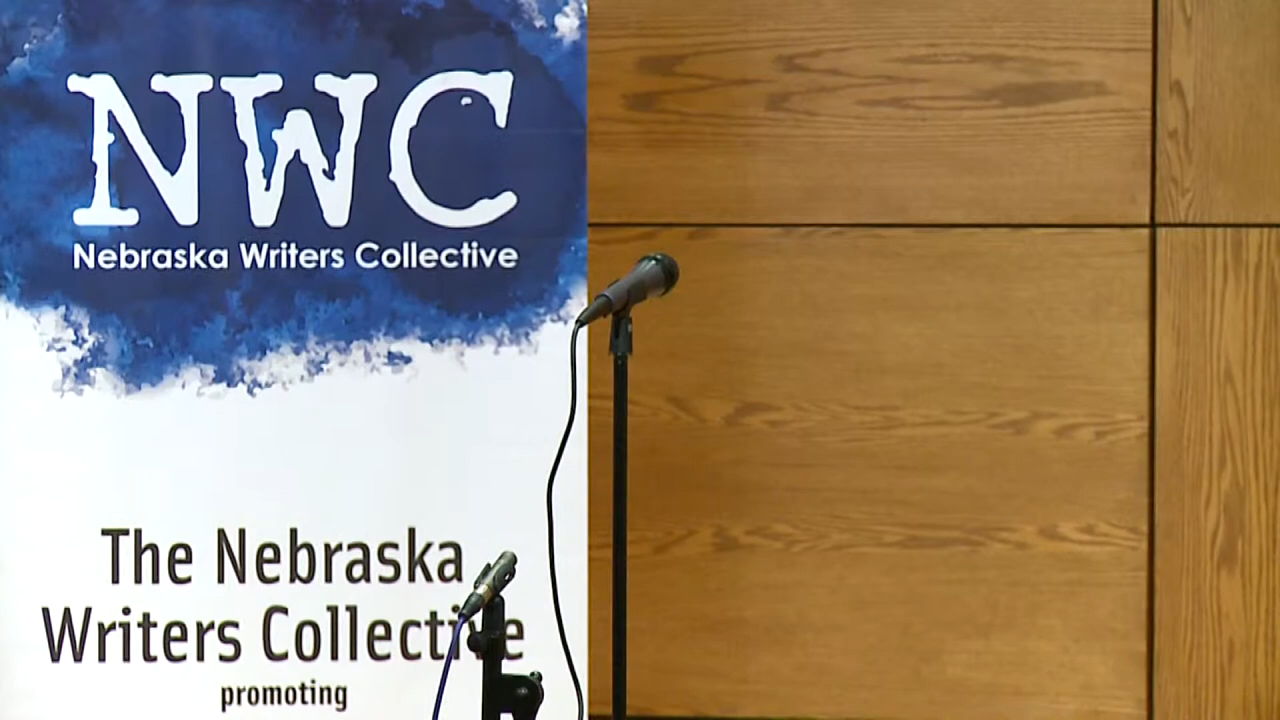 NWC
Nebraska Writers Collective
The Nebraska
Writers Collective
promoting